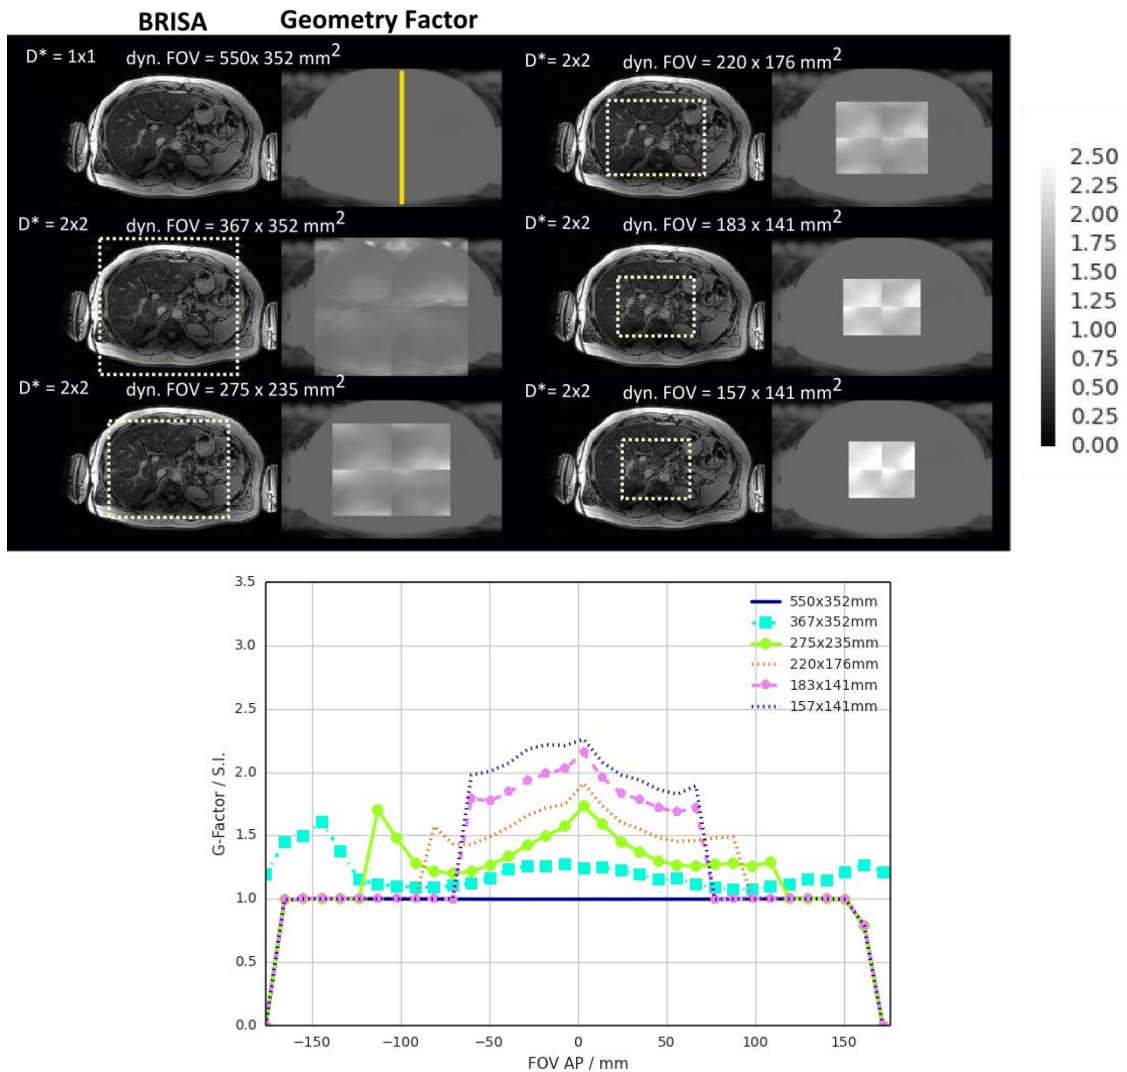 BRISA Geometry Factor
D* = 1x1 dyn. FOV = 550x 352 mm2
D*= 2x2 dyn. FOV = 220 x 176 mm2
D* = 2x2 dyn. FOV = 367 x 352 mm2
D*= 2x2 dyn. FOV = 183 x 141 mm2
D* = 2x2 dyn. FOV = 275 x 235 mm2
D*= 2x2 dyn. FOV = 157 x 141 mm2
2.50
2.25
2.00
1.75
1.50
1.25
1.00
0.75
0.50
0.25
0.00
3.5
3.0
2.5
2.0
1.5
1.0
0.5
0.0
G-Factor / S.I.
550x352mm
367x352mm
275x235mm
220x176mm
183x141mm
157x141mm
−150 −100 −50 0 50 100 150
FOV AP / mm